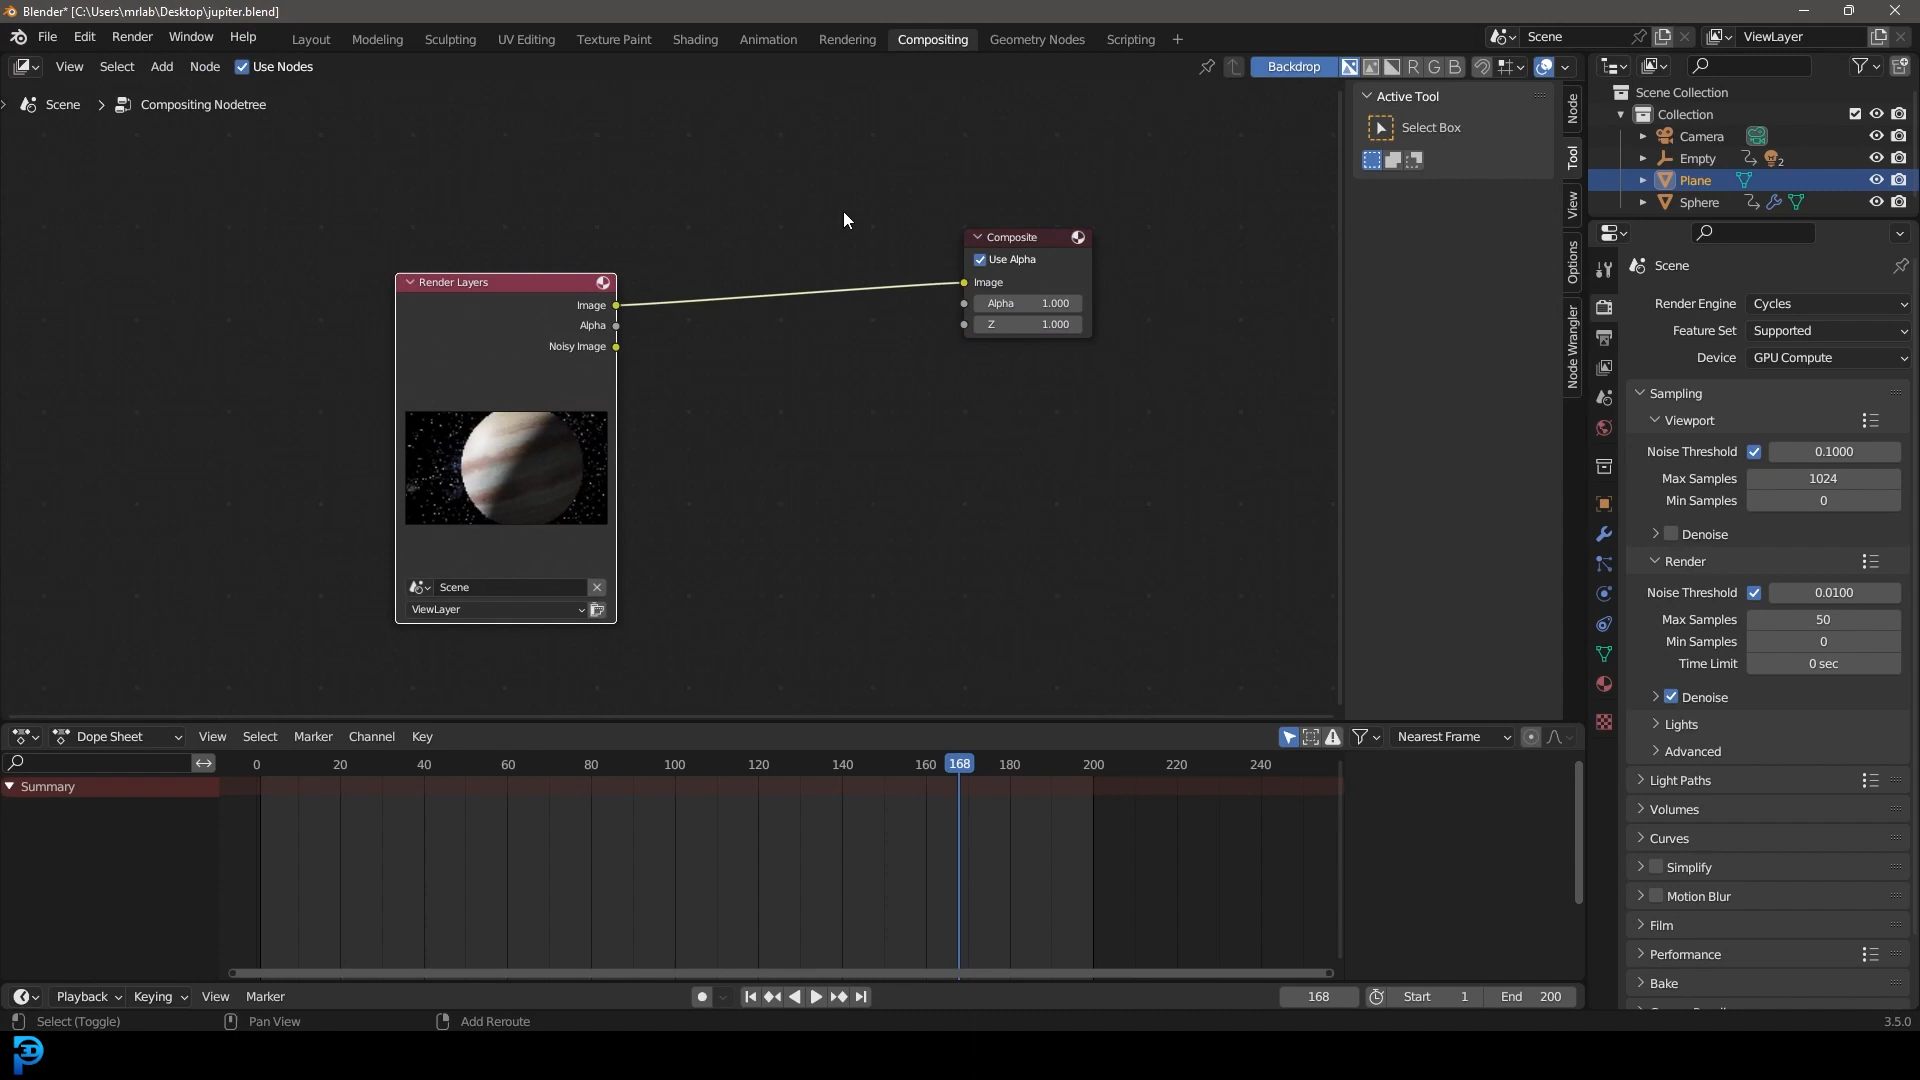 Blender* [C:\Users\mrlab\Desktop\jupiter.blend]
File Edit Render Window Help Layout Modeling Sculpting UV Editing Texture Paint Shading Animation Rendering Compositing Geometry Nodes Scripting + Scene ViewLayer
View Select Add Node Use Nodes Backdrop R G B
Scene > Compositing Nodetree
Active Tool
Select Box
Node
Tool
View
Options
Node Wrangler
Render Layers
Image
Alpha
Noisy Image
Scene
ViewLayer
Composite
Use Alpha
Image
Alpha 1.000
Z 1.000
Scene Collection
Collection
Camera
Empty 2
Plane
Sphere
Scene
Render Engine Cycles
Feature Set Supported
Device GPU Compute
Sampling
Viewport
Noise Threshold 0.1000
Max Samples 1024
Min Samples 0
Denoise
Render
Noise Threshold 0.0100
Max Samples 50
Min Samples 0
Time Limit 0 sec
Denoise
Lights
Advanced
Light Paths
Volumes
Curves
Simplify
Motion Blur
Film
Performance
Bake
Dope Sheet View Select Marker Channel Key Nearest Frame
0 20 40 60 80 100 120 140 160 168 180 200 220 240
Summary
Playback Keying View Marker 168 Start 1 End 200
Select (Toggle) Pan View Add Reroute 3.5.0